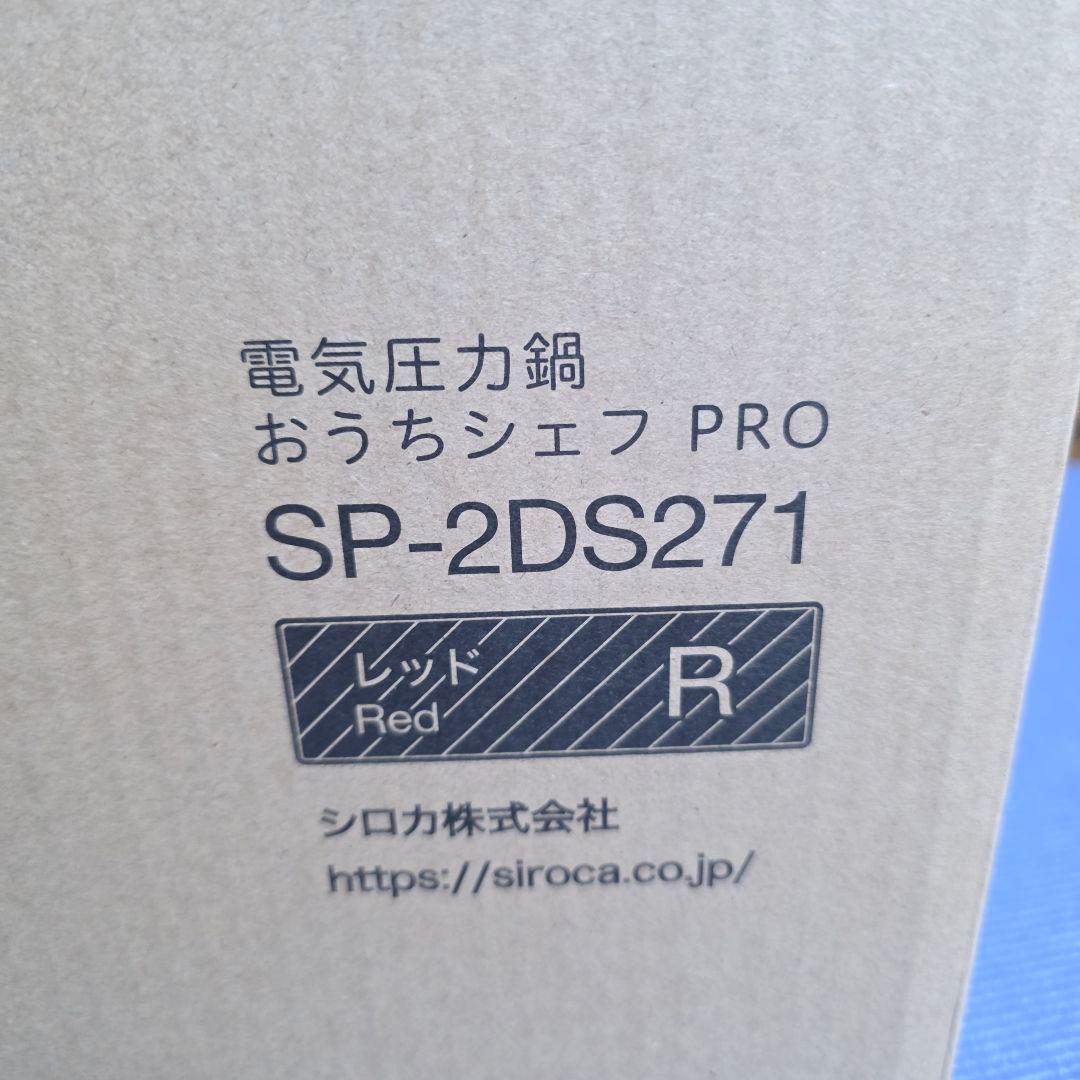 電気圧力鍋
おうちシェフ PRO
SP-2DS271
レッド
Red
R
シロカ株式会社
https://siroca.co.jp/